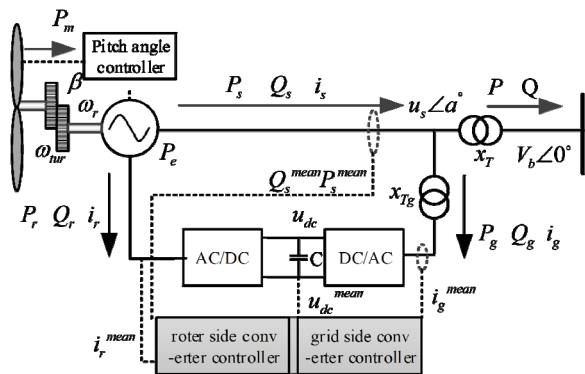 P_m
Pitch angle
controller
β
ω_r
ω_tur
P_e
P_s Q_s i_s
u_s∠a°
P Q
x_T
V_b∠0°
Q_s^mean P_s^mean
x_Tg
P_r Q_r i_r
u_dc
P_g Q_g i_g
AC/DC
C
DC/AC
u_dc^mean
i_g^mean
i_r^mean
roter side conv
-erter controller
grid side conv
-erter controller